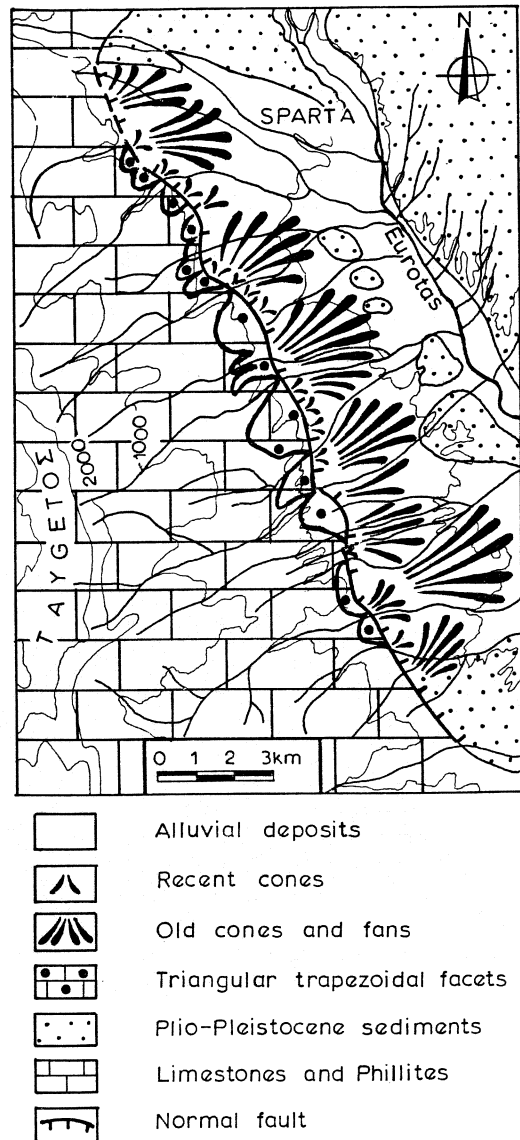 N
SPARTA
Eurotas
1000
2000
ΤΑΥGΕΤΟΣ
0 1 2 3km
Alluvial deposits
Recent cones
Old cones and fans
Triangular trapezoidal facets
Plio-Pleistocene sediments
Limestones and Phillites
Normal fault